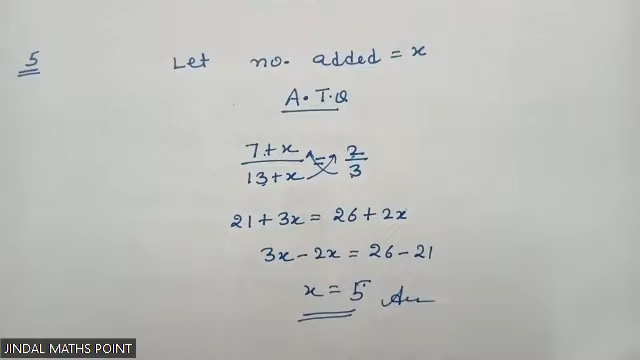 5 Let no. added = x
A.T.Q
7+x/13+x = 2/3
21 + 3x = 26 + 2x
3x - 2x = 26 - 21
x = 5 Ans
JINDAL MATHS POINT